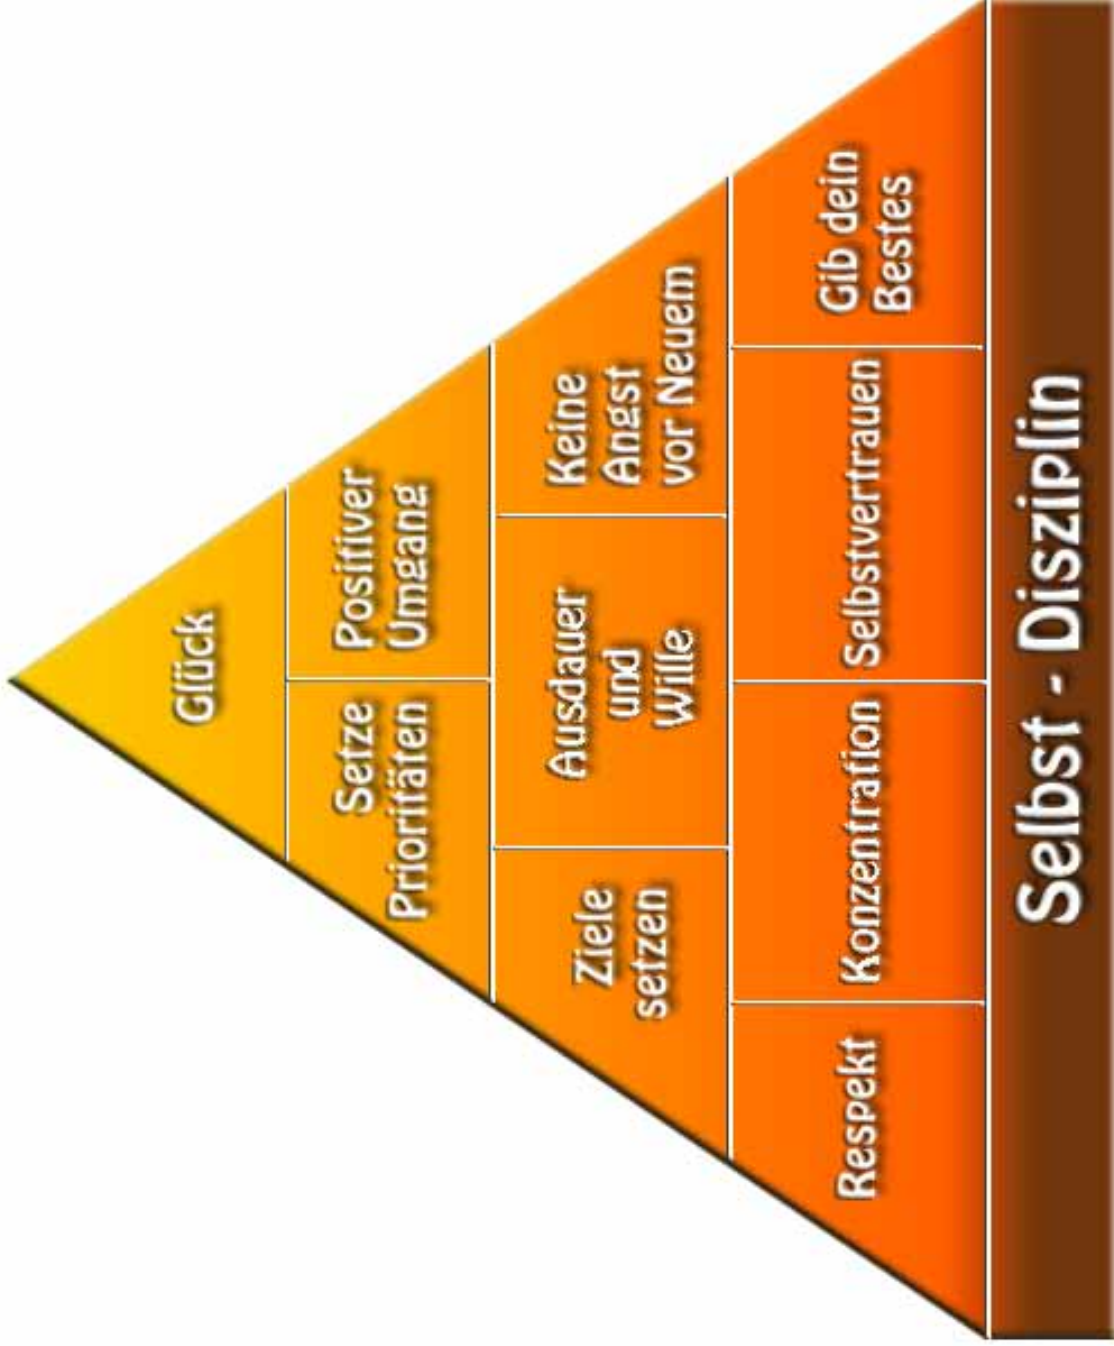 Glück
Setze
Prioritäten
Positiver
Umgang
Ziele
setzen
Ausdauer
und
Wille
Keine
Angst
vor Neuem
Respekt
Konzentration
Selbstvertrauen
Gib dein
Bestes
Selbst - Disziplin